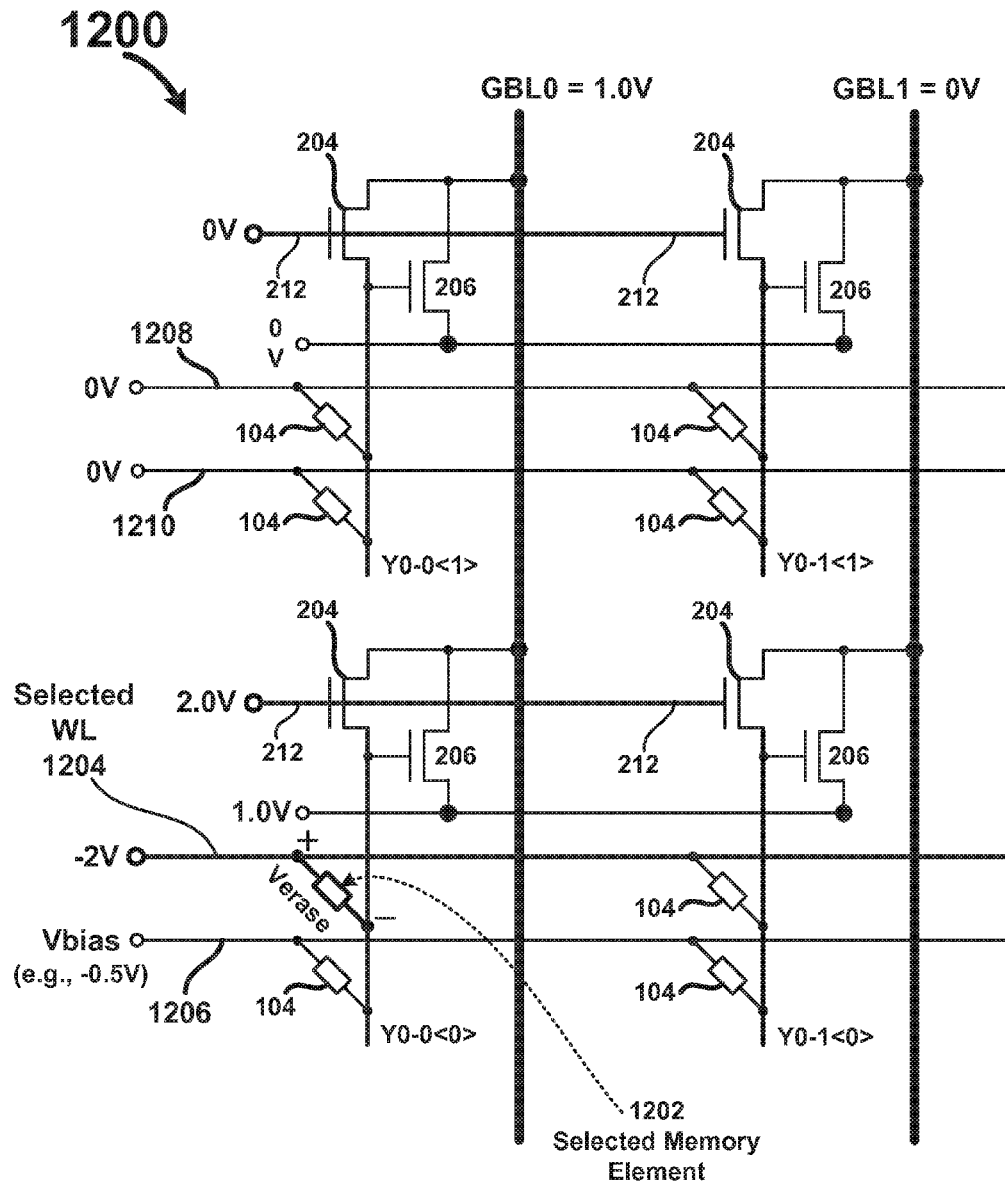 1200
GBL0 = 1.0V GBL1 = 0V
204 204
0V
212 212
206 206
0
V
1208
0V
104 104
0V
1210
104 104
Y0-0<1> Y0-1<1>
204 204
Selected
WL
1204
2.0V
212 212
206 206
1.0V
-2V
+
Verase
−
104
Vbias
(e.g., -0.5V)
1206
104 104
Y0-0<0> Y0-1<0>
1202
Selected Memory
Element